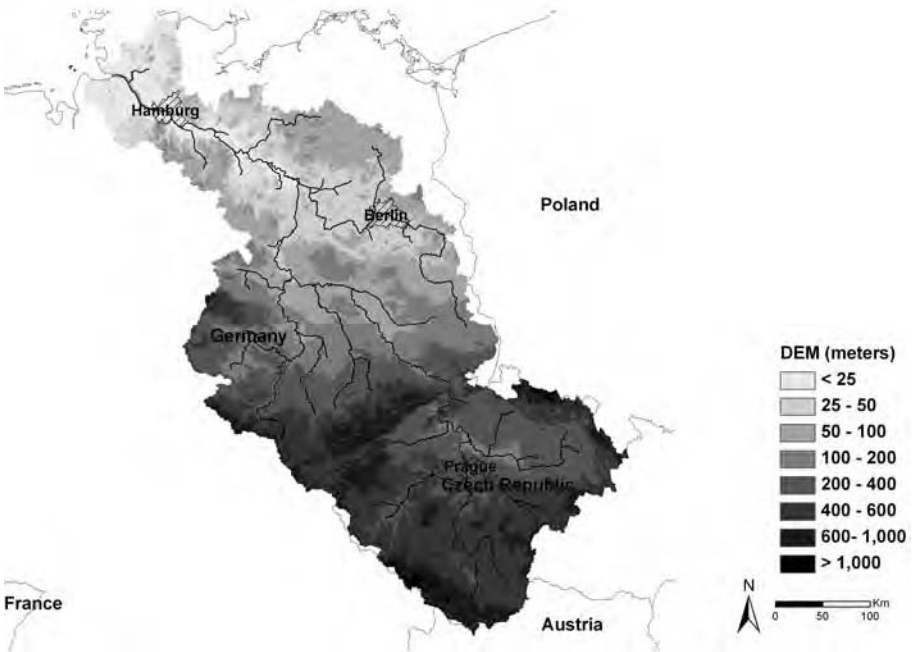 Hamburg
Berlin
Poland
Germany
DEM (meters)
< 25
25 - 50
50 - 100
100 - 200
200 - 400
400 - 600
600- 1,000
> 1,000
Prague
Czech Republic
France
Austria
N
Km
0 50 100